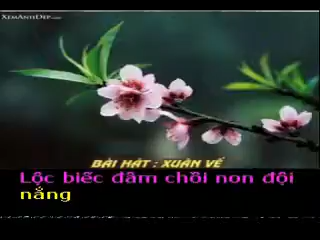 XemAnhDep.com
BÀI HÁT : XUÂN VỀ
Lộc biếc đâm chồi non đội
nắng